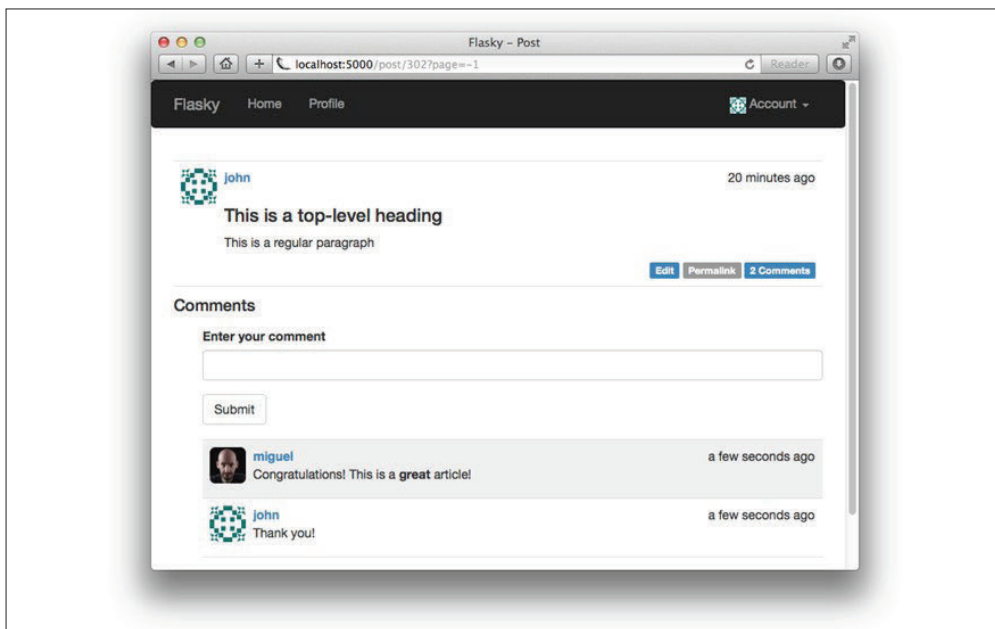 Flasky – Post
localhost:5000/post/302?page=-1
Reader
Flasky Home Profile Account
john 20 minutes ago
This is a top-level heading
This is a regular paragraph
Edit Permalink 2 Comments
Comments
Enter your comment
Submit
miguel a few seconds ago
Congratulations! This is a great article!
john a few seconds ago
Thank you!